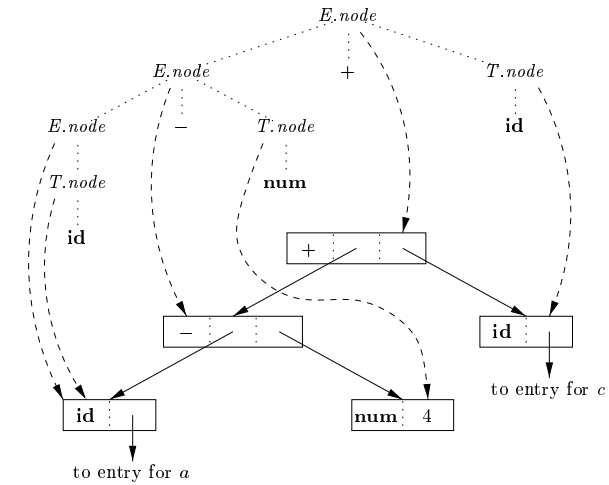 E.node
E.node + T.node
E.node − T.node id
T.node num
id
+
− id
to entry for c
id num 4
to entry for a